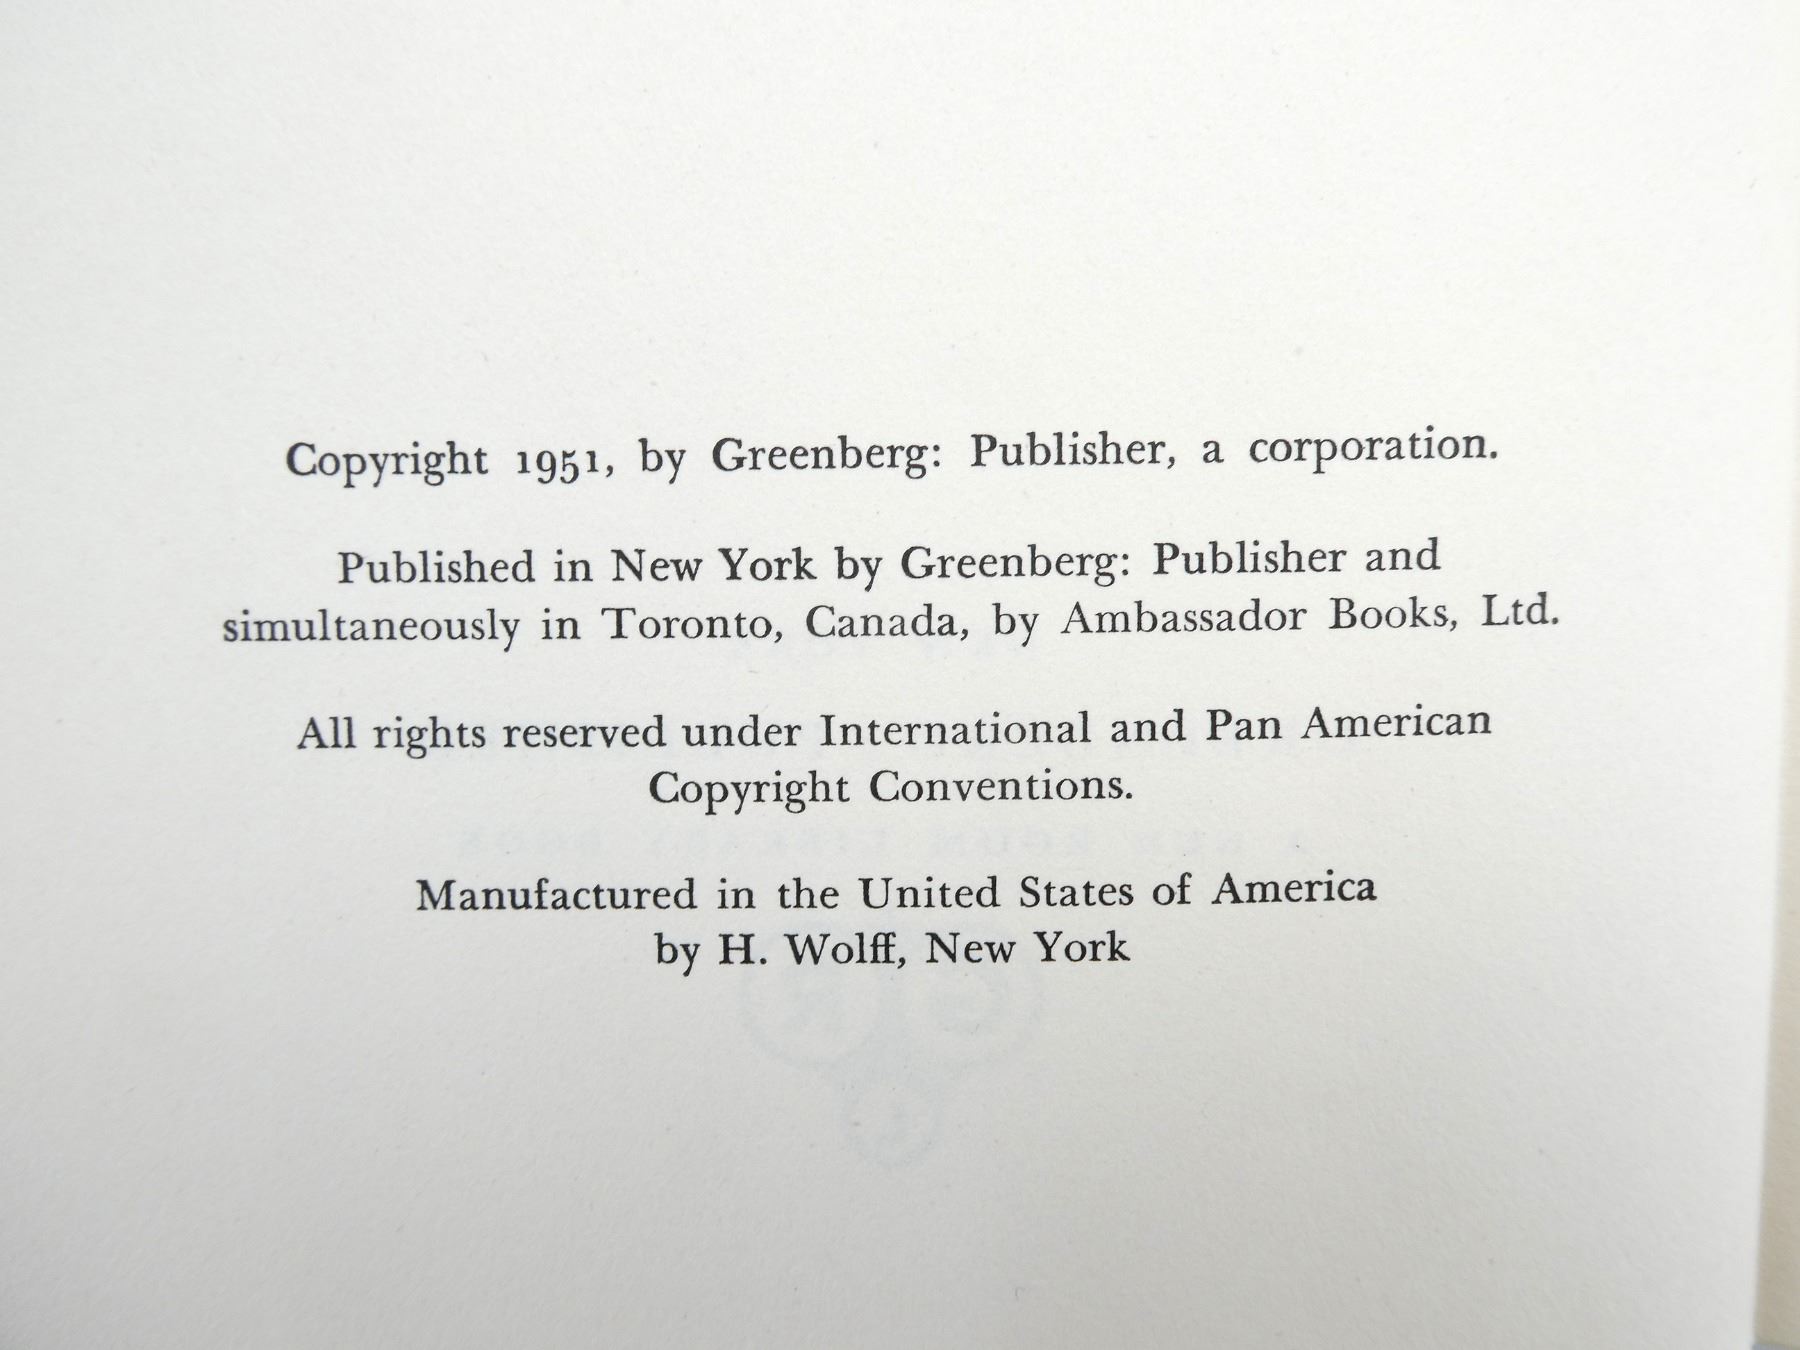 Copyright 1951, by Greenberg: Publisher, a corporation.
Published in New York by Greenberg: Publisher and
simultaneously in Toronto, Canada, by Ambassador Books, Ltd.
All rights reserved under International and Pan American
Copyright Conventions.
Manufactured in the United States of America
by H. Wolff, New York